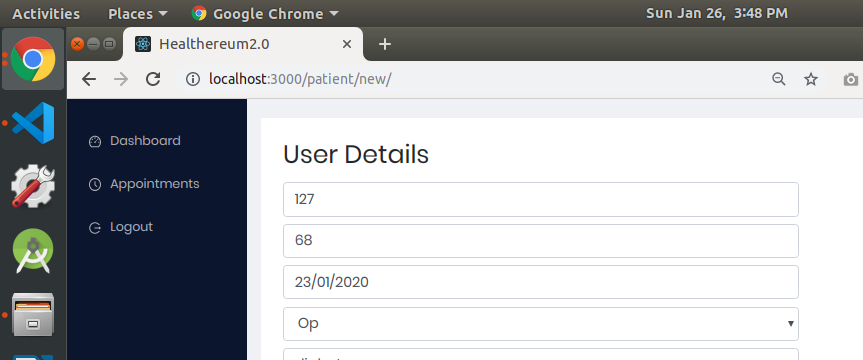 Activities Places Google Chrome Sun Jan 26, 3:48 PM
Healthereum2.0
localhost:3000/patient/new/
Dashboard
Appointments
Logout
User Details
127
68
23/01/2020
Op